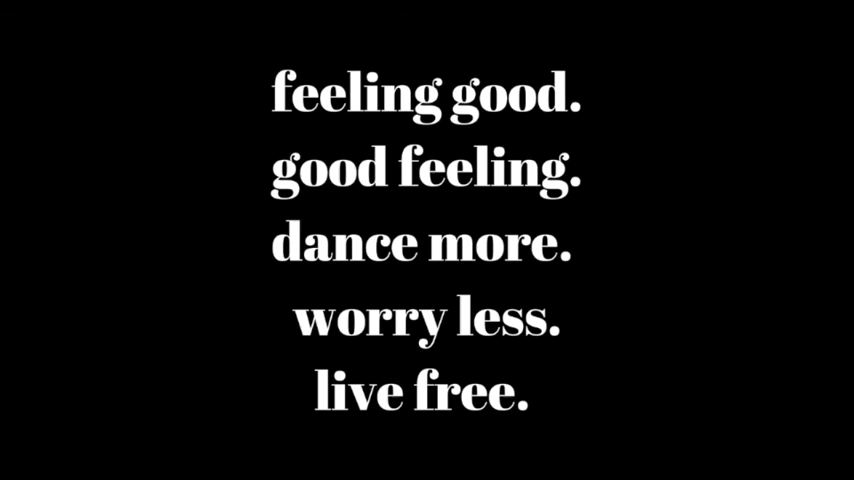 feeling good.
good feeling.
dance more.
worry less.
live free.